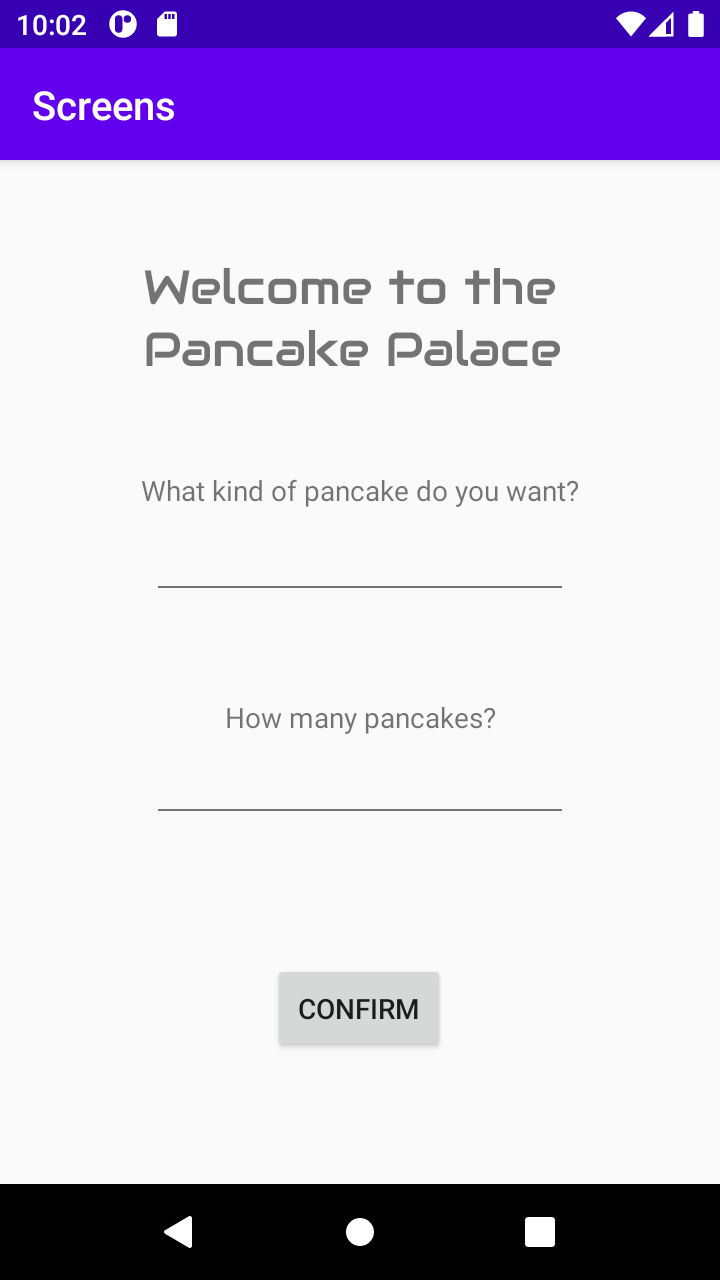 10:02
Screens
Welcome to the
Pancake Palace
What kind of pancake do you want?
How many pancakes?
CONFIRM